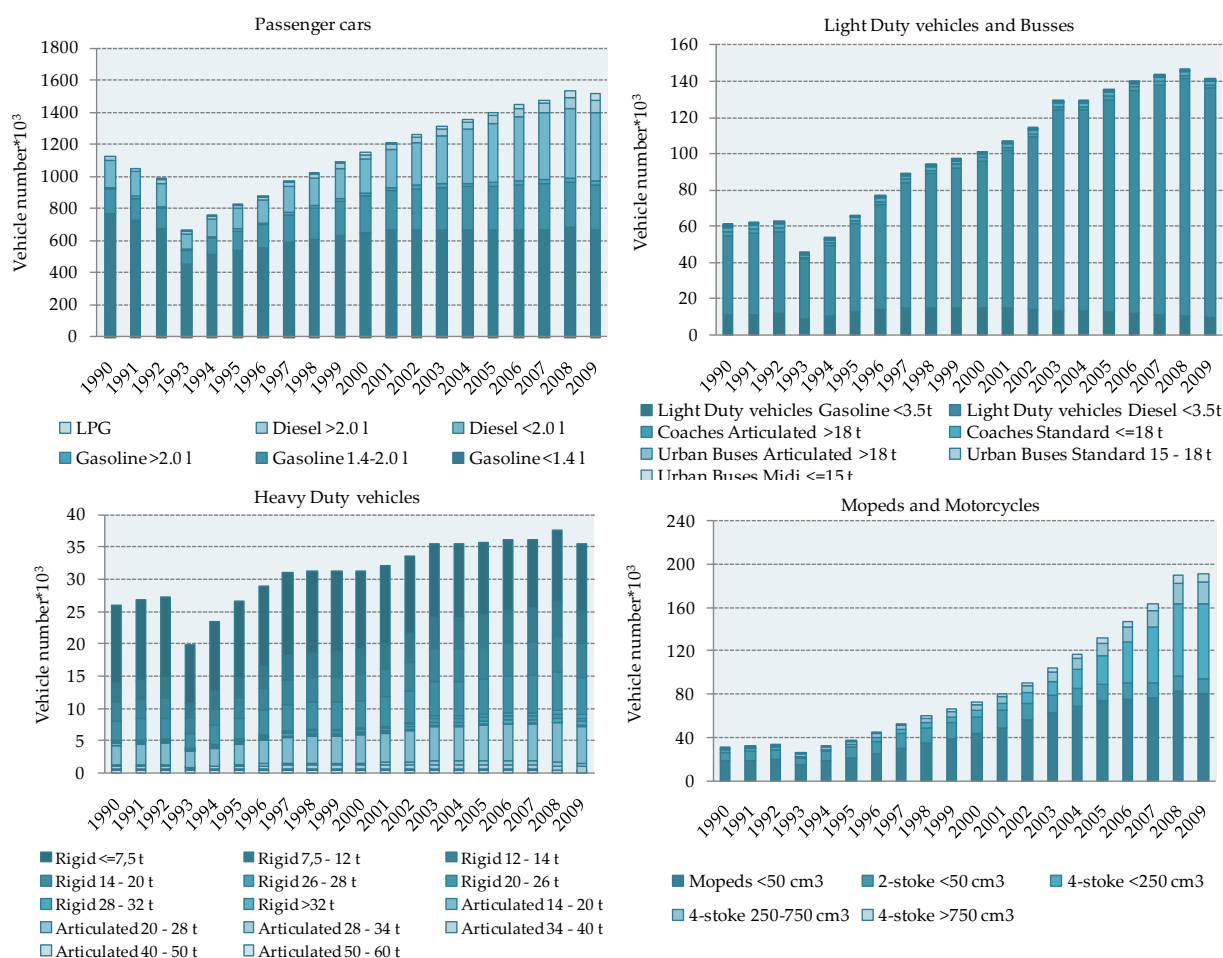 Passenger cars
Vehicle number*10³
1800
1600
1400
1200
1000
800
600
400
200
0
1990 1991 1992 1993 1994 1995 1996 1997 1998 1999 2000 2001 2002 2003 2004 2005 2006 2007 2008 2009
LPG Diesel >2.0 l Diesel <2.0 l
Gasoline >2.0 l Gasoline 1.4-2.0 l Gasoline <1.4 l
Light Duty vehicles and Busses
Vehicle number*10³
160
140
120
100
80
60
40
20
0
1990 1991 1992 1993 1994 1995 1996 1997 1998 1999 2000 2001 2002 2003 2004 2005 2006 2007 2008 2009
Light Duty vehicles Gasoline <3.5t Light Duty vehicles Diesel <3.5t
Coaches Articulated >18 t Coaches Standard <=18 t
Urban Buses Articulated >18 t Urban Buses Standard 15 - 18 t
Urban Buses Midi <=15 t
Heavy Duty vehicles
Vehicle number*10³
40
35
30
25
20
15
10
5
0
1990 1991 1992 1993 1994 1995 1996 1997 1998 1999 2000 2001 2002 2003 2004 2005 2006 2007 2008 2009
Rigid <=7,5 t Rigid 7,5 - 12 t Rigid 12 - 14 t
Rigid 14 - 20 t Rigid 26 - 28 t Rigid 20 - 26 t
Rigid 28 - 32 t Rigid >32 t Articulated 14 - 20 t
Articulated 20 - 28 t Articulated 28 - 34 t Articulated 34 - 40 t
Articulated 40 - 50 t Articulated 50 - 60 t
Mopeds and Motorcycles
Vehicle number*10³
240
200
160
120
80
40
0
1990 1991 1992 1993 1994 1995 1996 1997 1998 1999 2000 2001 2002 2003 2004 2005 2006 2007 2008 2009
Mopeds <50 cm3 2-stoke <50 cm3 4-stoke <250 cm3
4-stoke 250-750 cm3 4-stoke >750 cm3